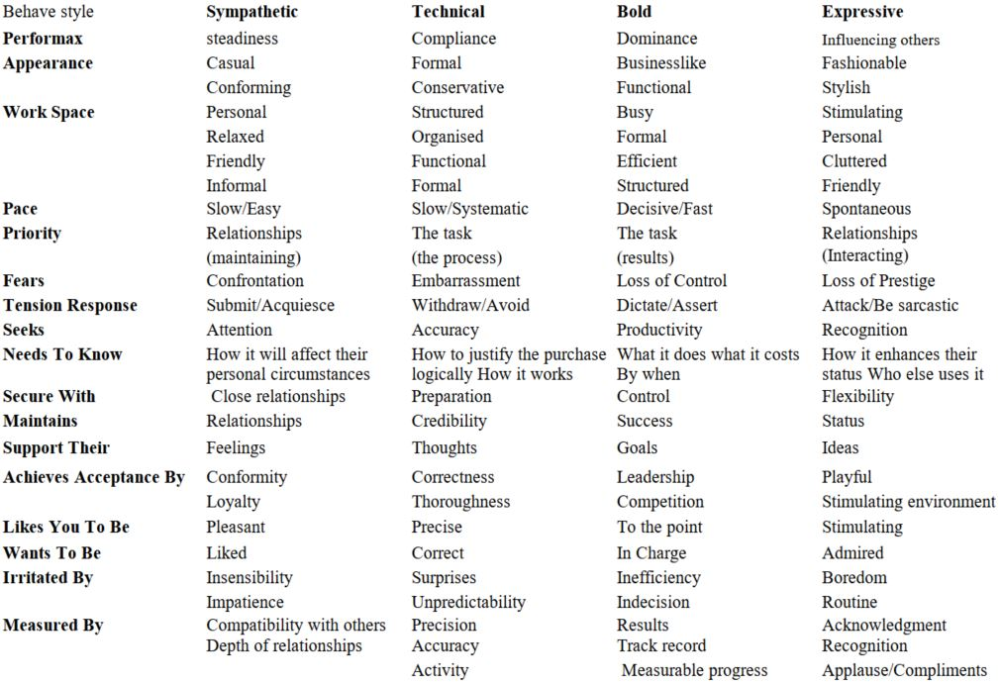 Behave style Sympathetic Technical Bold Expressive
Performax steadiness Compliance Dominance Influencing others
Appearance Casual Formal Businesslike Fashionable
Conforming Conservative Functional Stylish
Work Space Personal Structured Busy Stimulating
Relaxed Organised Formal Personal
Friendly Functional Efficient Cluttered
Informal Formal Structured Friendly
Pace Slow/Easy Slow/Systematic Decisive/Fast Spontaneous
Priority Relationships The task The task Relationships
(maintaining) (the process) (results) (Interacting)
Fears Confrontation Embarrassment Loss of Control Loss of Prestige
Tension Response Submit/Acquiesce Withdraw/Avoid Dictate/Assert Attack/Be sarcastic
Seeks Attention Accuracy Productivity Recognition
Needs To Know How it will affect their How to justify the purchase What it does what it costs How it enhances their
personal circumstances logically How it works By when status Who else uses it
Secure With Close relationships Preparation Control Flexibility
Maintains Relationships Credibility Success Status
Support Their Feelings Thoughts Goals Ideas
Achieves Acceptance By Conformity Correctness Leadership Playful
Loyalty Thoroughness Competition Stimulating environment
Likes You To Be Pleasant Precise To the point Stimulating
Wants To Be Liked Correct In Charge Admired
Irritated By Insensibility Surprises Inefficiency Boredom
Impatience Unpredictability Indecision Routine
Measured By Compatibility with others Precision Results Acknowledgment
Depth of relationships Accuracy Track record Recognition
Activity Measurable progress Applause/Compliments